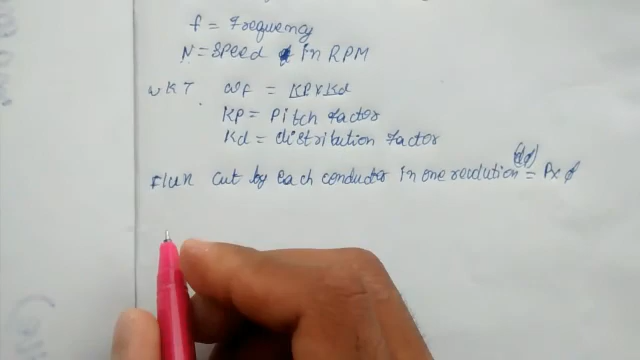 f = Frequency
N = Speed in RPM
WKT wf = KP x Kd
KP = Pitch factor
Kd = distribution factor
Flux cut by each conductor in one revolution (dφ) = P x φ